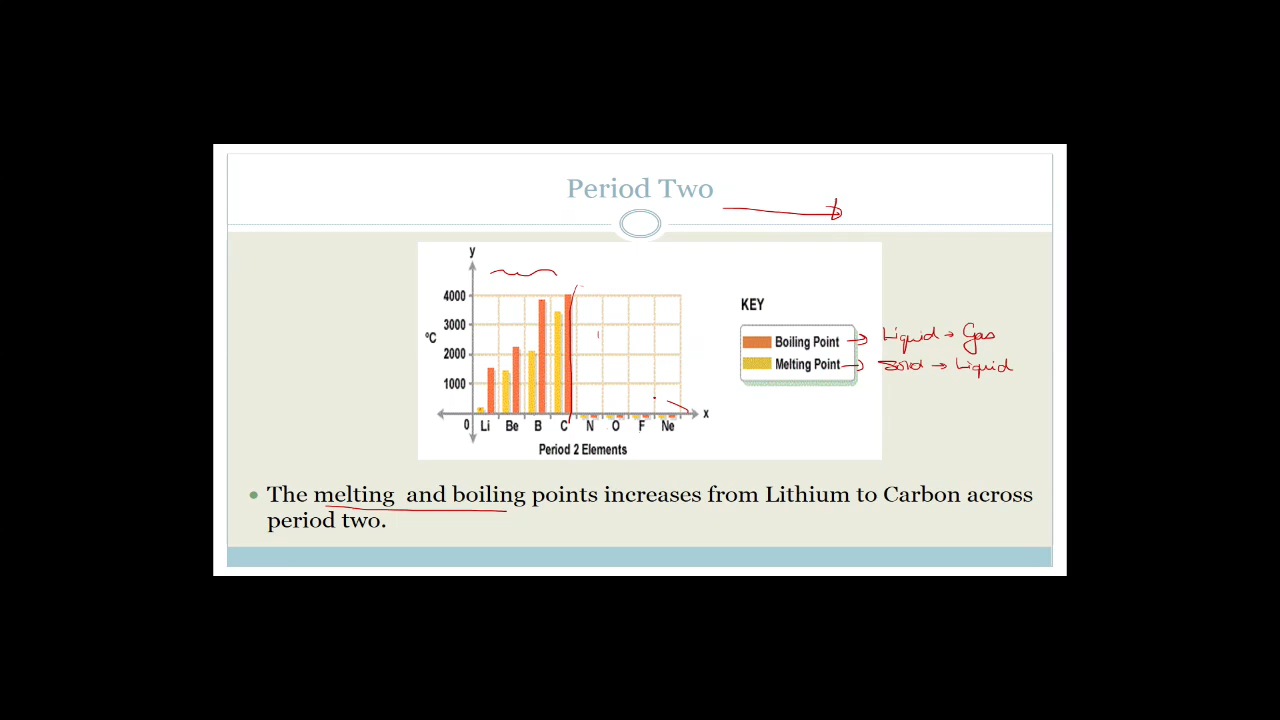 Period Two
y
4000
3000
°C
2000
1000
0 Li Be B C N O F Ne x
Period 2 Elements
KEY
Boiling Point → Liquid → Gas
Melting Point → Solid → Liquid
• The melting and boiling points increases from Lithium to Carbon across
period two.